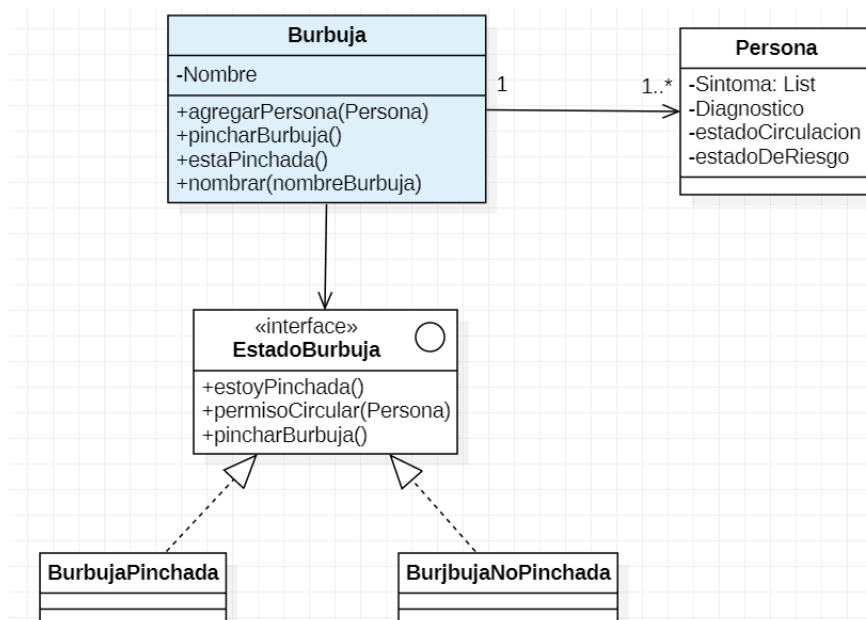 Burbuja
-Nombre
+agregarPersona(Persona)
+pincharBurbuja()
+estaPinchada()
+nombrar(nombreBurbuja)
1
1..*
Persona
-Sintoma: List
-Diagnostico
-estadoCirculacion
-estadoDeRiesgo
«interface»
EstadoBurbuja
+estoyPinchada()
+permisoCircular(Persona)
+pincharBurbuja()
BurbujaPinchada
BurjbujaNoPinchada